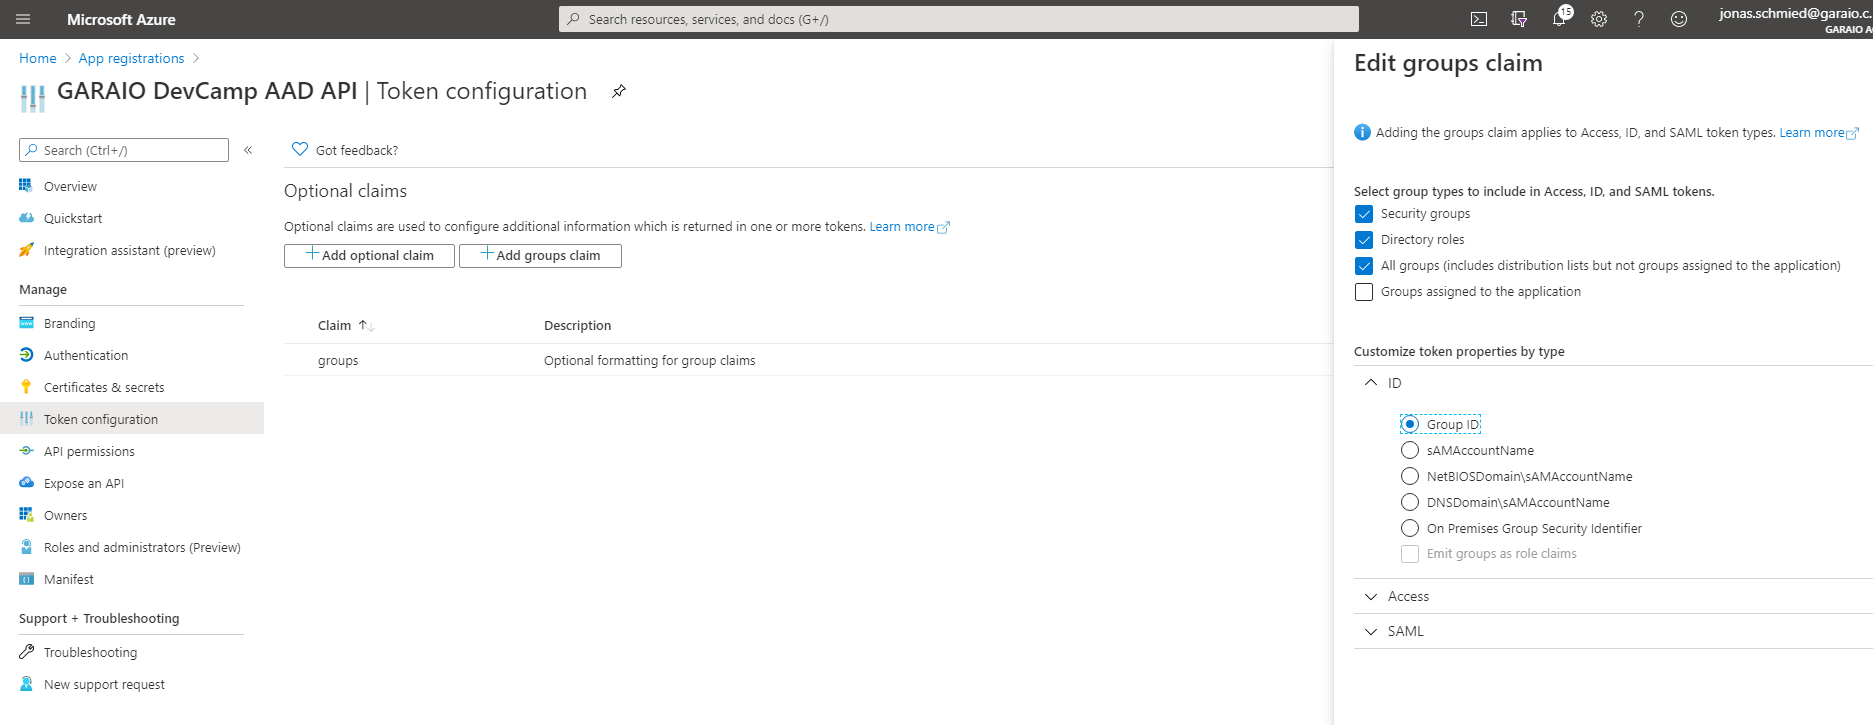 Microsoft Azure
Search resources, services, and docs (G+/)
15
jonas.schmied@garaio.c.
GARAIO A
Home > App registrations >
GARAIO DevCamp AAD API | Token configuration
Search (Ctrl+/)
«
Overview
Quickstart
Integration assistant (preview)
Manage
Branding
Authentication
Certificates & secrets
Token configuration
API permissions
Expose an API
Owners
Roles and administrators (Preview)
Manifest
Support + Troubleshooting
Troubleshooting
New support request
Got feedback?
Optional claims
Optional claims are used to configure additional information which is returned in one or more tokens. Learn more
Add optional claim
Add groups claim
Claim ↑↓ Description
groups Optional formatting for group claims
Edit groups claim
Adding the groups claim applies to Access, ID, and SAML token types. Learn more
Select group types to include in Access, ID, and SAML tokens.
Security groups
Directory roles
All groups (includes distribution lists but not groups assigned to the application)
Groups assigned to the application
Customize token properties by type
ID
Group ID
sAMAccountName
NetBIOSDomain\sAMAccountName
DNSDomain\sAMAccountName
On Premises Group Security Identifier
Emit groups as role claims
Access
SAML